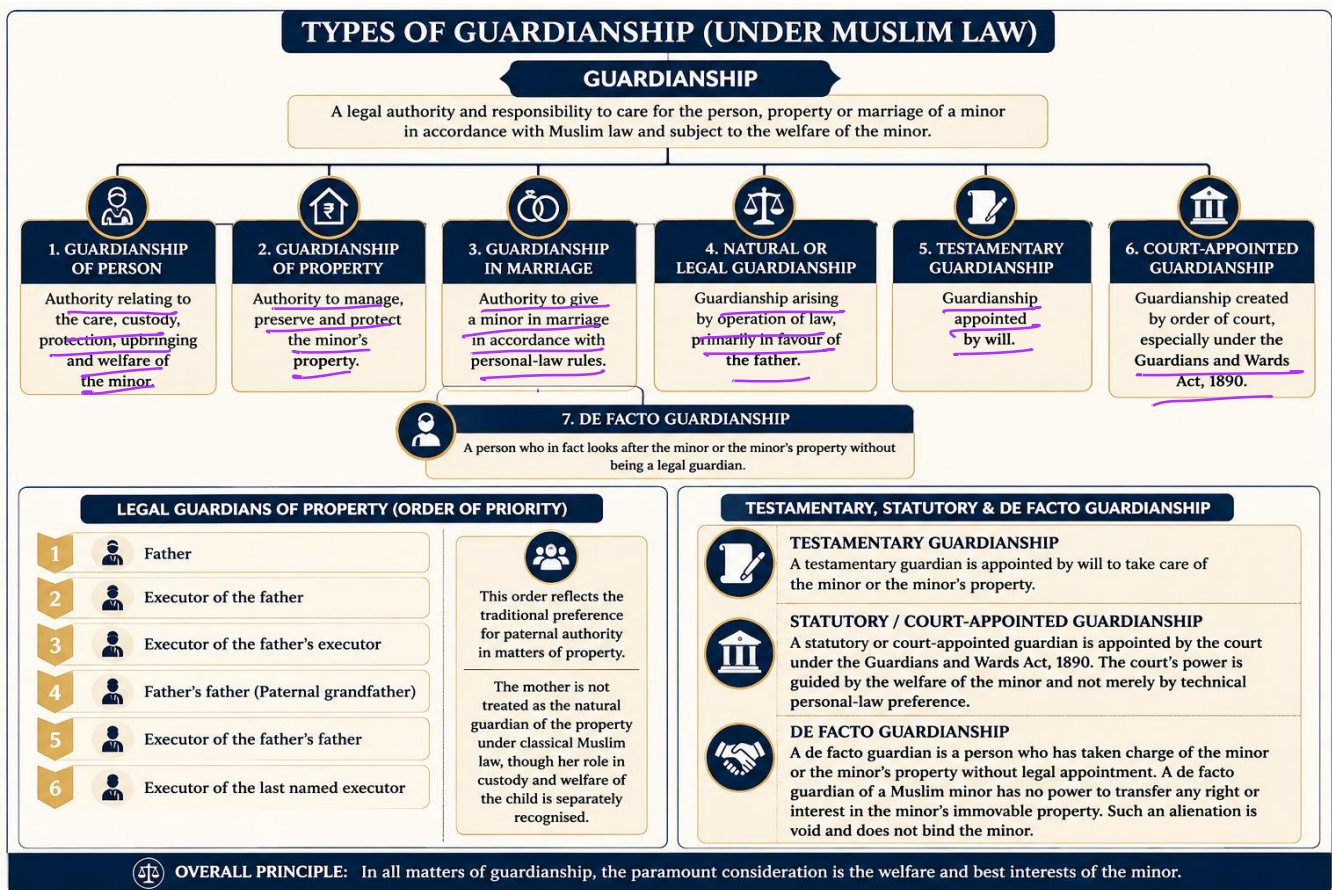 TYPES OF GUARDIANSHIP (UNDER MUSLIM LAW)
GUARDIANSHIP
A legal authority and responsibility to care for the person, property or marriage of a minor
in accordance with Muslim law and subject to the welfare of the minor.
1. GUARDIANSHIP
OF PERSON
Authority relating to
the care, custody,
protection, upbringing
and welfare of
the minor.
₹
2. GUARDIANSHIP
OF PROPERTY
Authority to manage,
preserve and protect
the minor's
property.
3. GUARDIANSHIP
IN MARRIAGE
Authority to give
a minor in marriage
in accordance with
personal-law rules.
4. NATURAL OR
LEGAL GUARDIANSHIP
Guardianship arising
by operation of law,
primarily in favour of
the father.
5. TESTAMENTARY
GUARDIANSHIP
Guardianship
appointed
by will.
6. COURT-APPOINTED
GUARDIANSHIP
Guardianship created
by order of court,
especially under the
Guardians and Wards
Act, 1890.
7. DE FACTO GUARDIANSHIP
A person who in fact looks after the minor or the minor's property without
being a legal guardian.
LEGAL GUARDIANS OF PROPERTY (ORDER OF PRIORITY)
1 Father
2 Executor of the father
3 Executor of the father's executor
4 Father's father (Paternal grandfather)
5 Executor of the father's father
6 Executor of the last named executor
This order reflects the
traditional preference
for paternal authority
in matters of property.
The mother is not
treated as the natural
guardian of the property
under classical Muslim
law, though her role in
custody and welfare of
the child is separately
recognised.
TESTAMENTARY, STATUTORY & DE FACTO GUARDIANSHIP
TESTAMENTARY GUARDIANSHIP
A testamentary guardian is appointed by will to take care of
the minor or the minor's property.
STATUTORY / COURT-APPOINTED GUARDIANSHIP
A statutory or court-appointed guardian is appointed by the court
under the Guardians and Wards Act, 1890. The court's power is
guided by the welfare of the minor and not merely by technical
personal-law preference.
DE FACTO GUARDIANSHIP
A de facto guardian is a person who has taken charge of the minor
or the minor's property without legal appointment. A de facto
guardian of a Muslim minor has no power to transfer any right or
interest in the minor's immovable property. Such an alienation is
void and does not bind the minor.
OVERALL PRINCIPLE: In all matters of guardianship, the paramount consideration is the welfare and best interests of the minor.